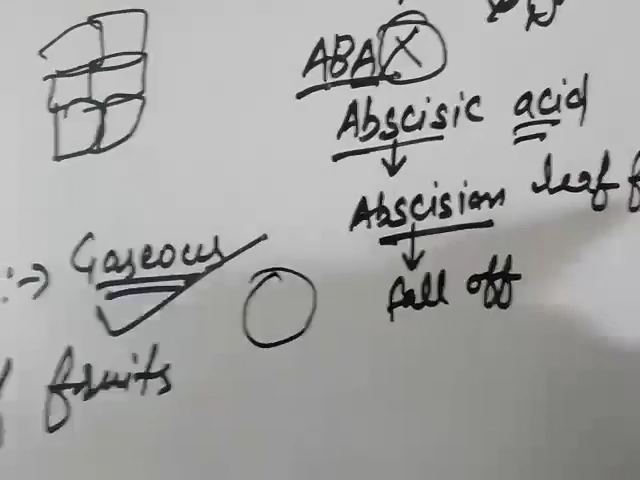 ABA X
Abscisic acid
Abscision leaf f
Gaseous
fall off
fruits